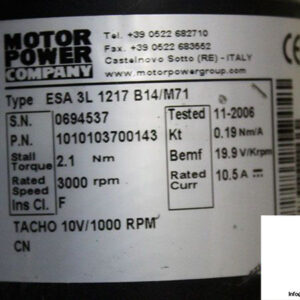 MOTOR POWER COMPANY
Tel. +39 0522 682710
Fax. +39 0522 683552
Castelnovo Sotto (RE) - ITALY
www.motorpowergroup.com
Type ESA 3L 1217 B14/M71
S.N. 0694537 Tested 11-2006
P.N. 1010103700143 Kt 0.19 Nm/A
Stall Torque 2.1 Nm Bemf 19.9 V/Krpm
Rated Speed 3000 rpm Rated Curr 10.5 A
Ins Cl. F
TACHO 10V/1000 RPM
CN